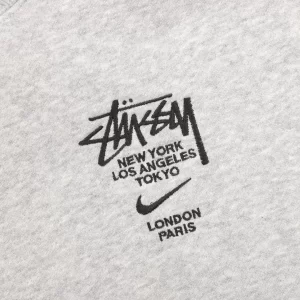 Stüssy
NEW YORK
LOS ANGELES
TOKYO
LONDON
PARIS